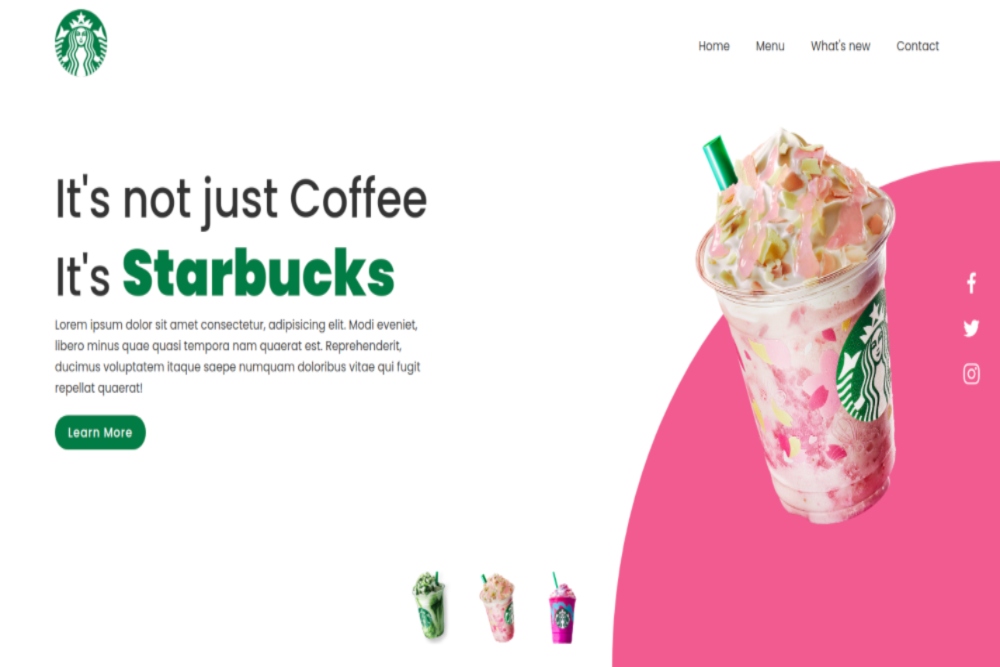 Home Menu What's new Contact
It's not just Coffee
It's Starbucks
Lorem ipsum dolor sit amet consectetur, adipisicing elit. Modi eveniet,
libero minus quae quasi tempora nam quaerat est. Reprehenderit,
ducimus voluptatem itaque saepe numquam doloribus vitae qui fugit
repellat quaerat!
Learn More